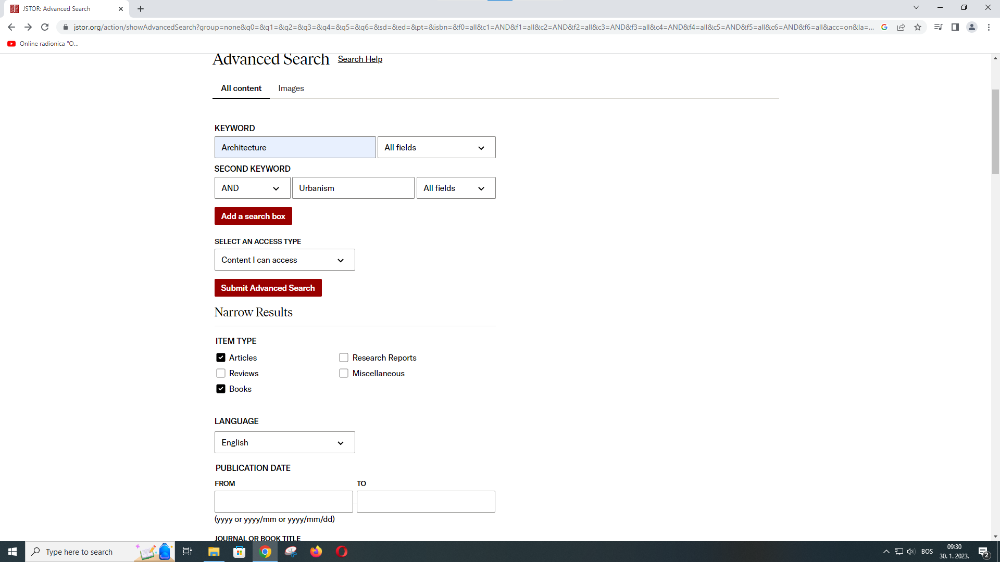 JSTOR: Advanced Search
jstor.org/action/showAdvancedSearch?group=none&q0=&q1=&q2=&q3=&q4=&q5=&q6=&sd=&ed=&pt=&isbn=&f0=all&c1=AND&f1=all&c2=AND&f2=all&c3=AND&f3=all&c4=AND&f4=all&c5=AND&f5=all&c6=AND&f6=all&acc=on&la=...
Online radionica "O...
Advanced Search Search Help
All content Images
KEYWORD
Architecture All fields
SECOND KEYWORD
AND Urbanism All fields
Add a search box
SELECT AN ACCESS TYPE
Content I can access
Submit Advanced Search
Narrow Results
ITEM TYPE
Articles Research Reports
Reviews Miscellaneous
Books
LANGUAGE
English
PUBLICATION DATE
FROM TO
(yyyy or yyyy/mm or yyyy/mm/dd)
JOURNAL OR BOOK TITLE
Type here to search
BOS
09:30
30. 1. 2023.
2